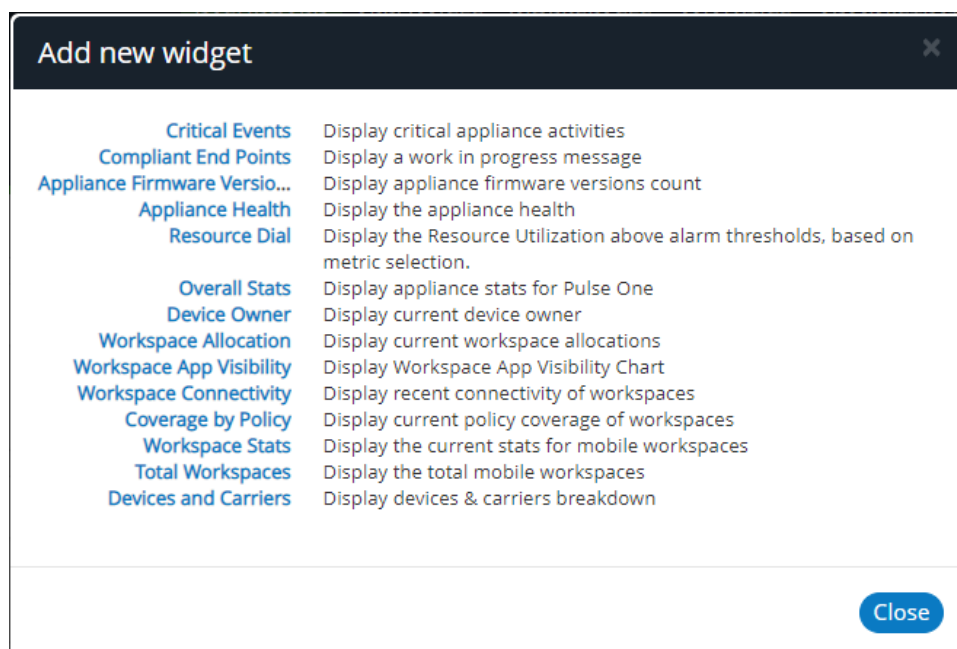 Add new widget
Critical Events Display critical appliance activities
Compliant End Points Display a work in progress message
Appliance Firmware Versio... Display appliance firmware versions count
Appliance Health Display the appliance health
Resource Dial Display the Resource Utilization above alarm thresholds, based on
metric selection.
Overall Stats Display appliance stats for Pulse One
Device Owner Display current device owner
Workspace Allocation Display current workspace allocations
Workspace App Visibility Display Workspace App Visibility Chart
Workspace Connectivity Display recent connectivity of workspaces
Coverage by Policy Display current policy coverage of workspaces
Workspace Stats Display the current stats for mobile workspaces
Total Workspaces Display the total mobile workspaces
Devices and Carriers Display devices & carriers breakdown
Close